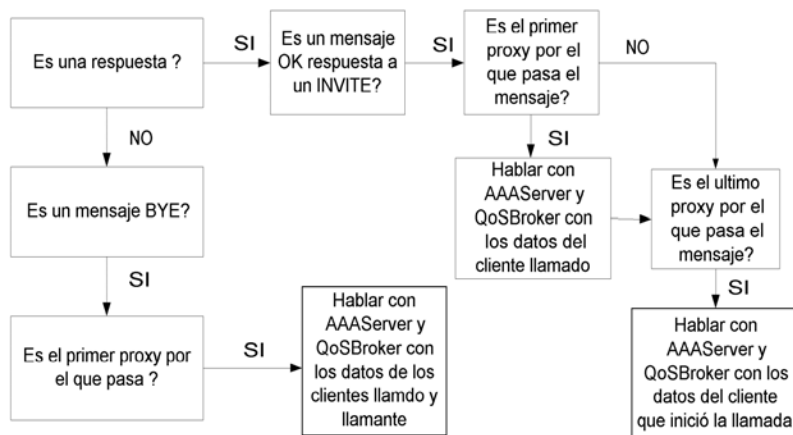 Es una respuesta ?
SI
Es un mensaje
OK respuesta a
un INVITE?
SI
Es el primer
proxy por el
que pasa el
mensaje?
NO
NO
SI
Es un mensaje BYE?
Hablar con
AAAServer y
QoSBroker con
los datos del
cliente llamado
Es el ultimo
proxy por el
que pasa el
mensaje?
SI
SI
Es el primer proxy por
el que pasa ?
SI
Hablar con
AAAServer y
QoSBroker con
los datos de los
clientes llamdo y
llamante
Hablar con
AAAServer y
QoSBroker con los
datos del cliente
que inició la llamada